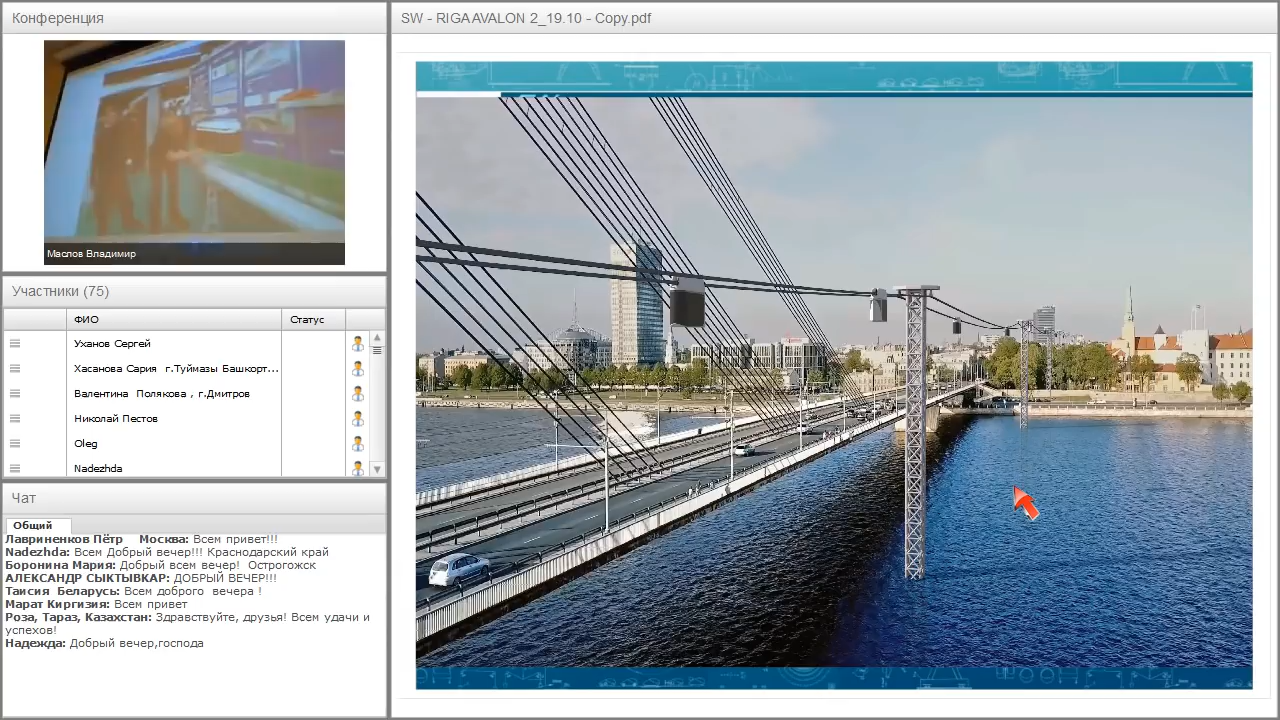 Конференция
SW - RIGAAVALON 2_19.10 - Copy.pdf
Маслов Владимир
Участники (75)
ФИО
Статус
Уханов Сергей
Хасанова Сария г.Туймазы Башкорт...
Валентина Полякова , г.Дмитров
Николай Пестов
Oleg
Nadezhda
Чат
Общий
Лавриненков Пётр Москва: Всем привет!!!
Nadezhda: Всем Добрый вечер!!! Краснодарский край
Боронина Мария: Добрый всем вечер! Острогожск
АЛЕКСАНДР СЫКТЫВКАР: ДОБРЫЙ ВЕЧЕР!!!
Таисия Беларусь: Всем доброго вечера !
Марат Киргизия: Всем привет
Роза, Тараз, Казахстан: Здравствуйте, друзья! Всем удачи и
успехов!
Надежда: Добрый вечер,господа